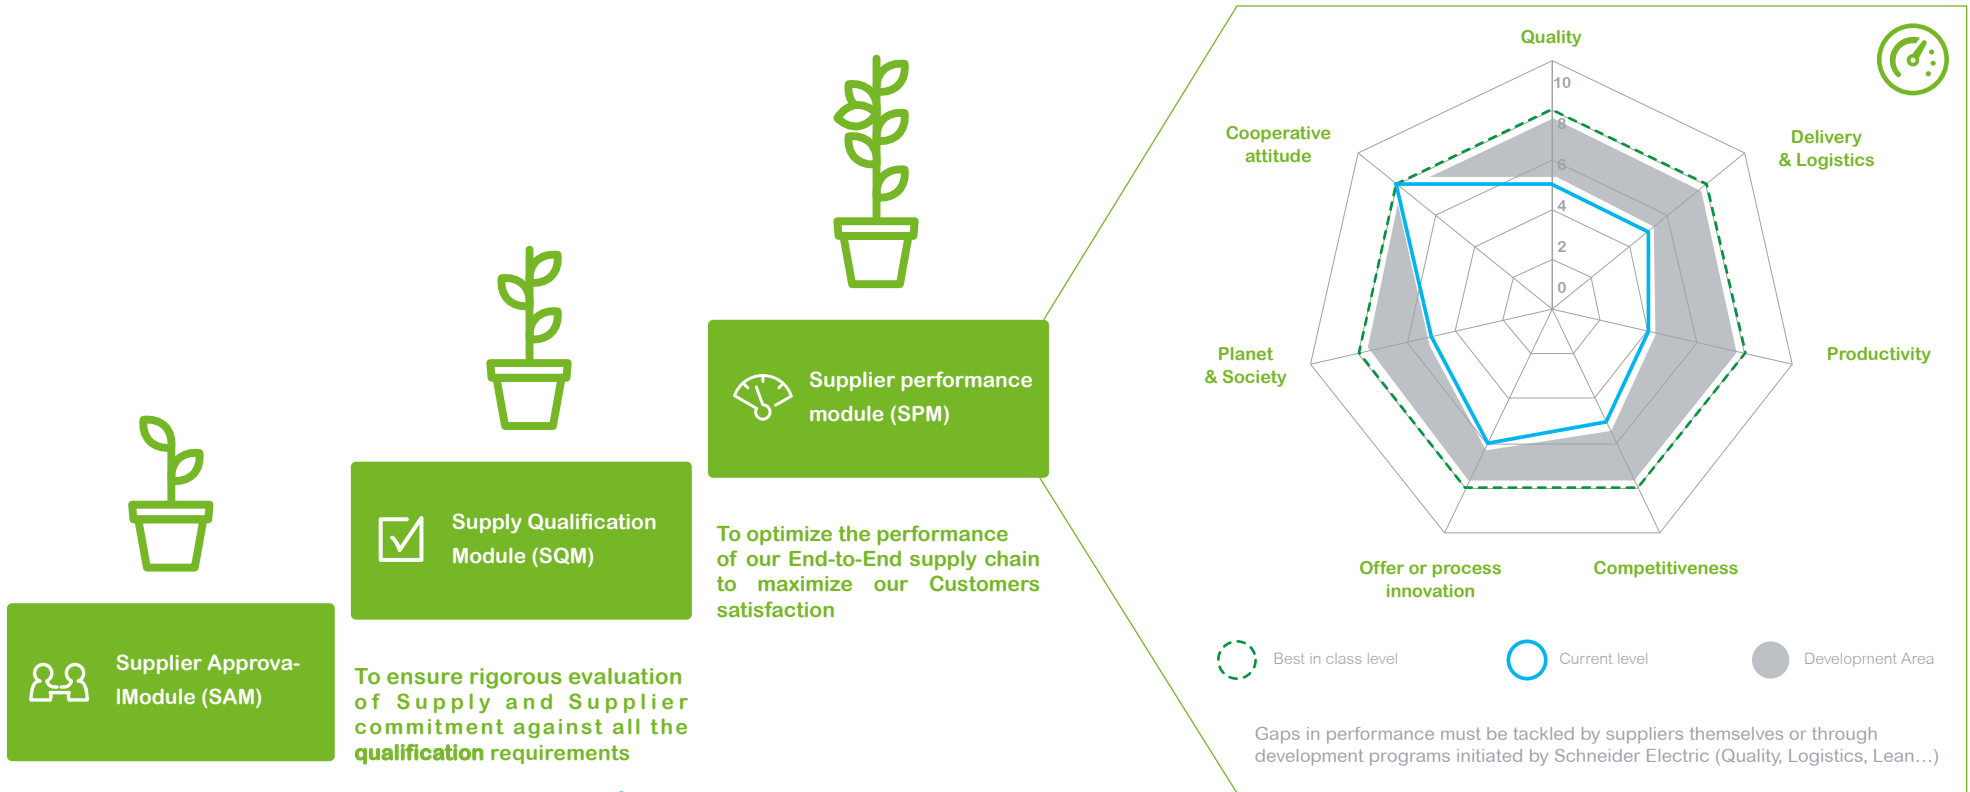 Supplier Approva-
lModule (SAM)
Supply Qualification
Module (SQM)
To ensure rigorous evaluation
of Supply and Supplier
commitment against all the
qualification requirements
Supplier performance
module (SPM)
To optimize the performance
of our End-to-End supply chain
to maximize our Customers
satisfaction
Quality
10
8
6
4
2
0
Cooperative
attitude
Delivery
& Logistics
Planet
& Society
Productivity
Offer or process
innovation
Competitiveness
Best in class level
Current level
Development Area
Gaps in performance must be tackled by suppliers themselves or through
development programs initiated by Schneider Electric (Quality, Logistics, Lean…)